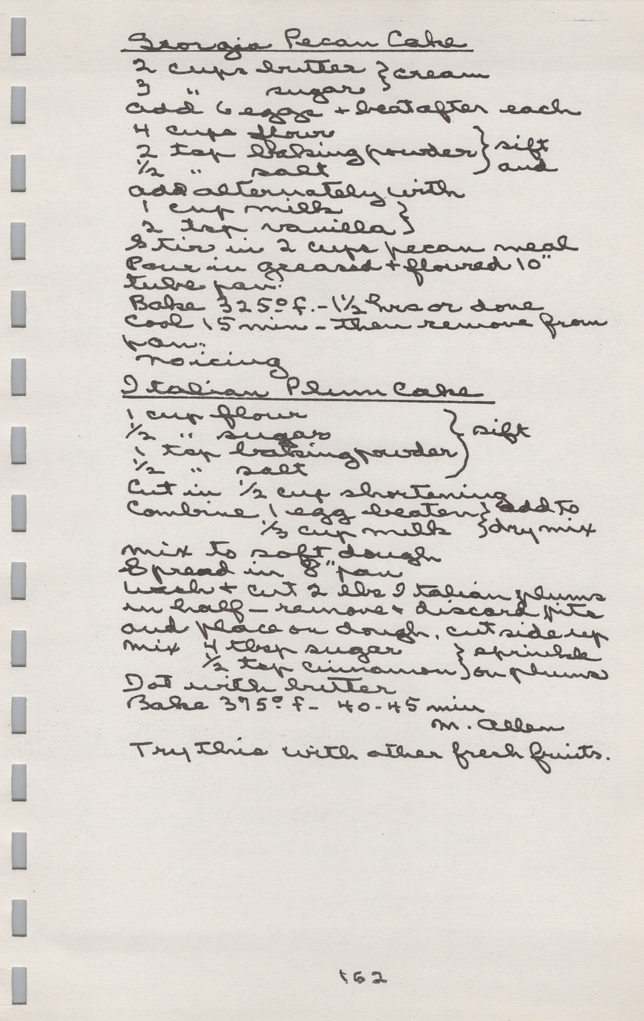 Georgia Pecan Cake
2 cups butter } cream
3 " sugar
add 6 eggs + beat after each
4 cups flour
2 tsp baking powder } sift
1/2 " salt and
add alternately with
1 cup milk }
2 tsp vanilla
Stir in 2 cups pecan meal
Pour in greased + floured 10"
tube pan.
Bake 325° f. - 1 1/2 hrs or done
Cool 15 min - then remove from
pan.
no icing
Italian Plum Cake
1 cup flour
1/2 " sugar } sift
1 tsp baking powder
1/2 " salt
Cut in 1/2 cup shortening
Combine 1 egg beaten } add to
1/3 cup milk } dry mix
mix to soft dough
Spread in 8" pan
Wash + cut 2 lbs Italian plums
in half - remove + discard pits
and place on dough, cut side up
mix 4 tbsp sugar } sprinkle
1/2 tsp cinnamon } on plums
Dot with butter
Bake 375° f - 40-45 min
M. Allen
Try this with other fresh fruits.
162